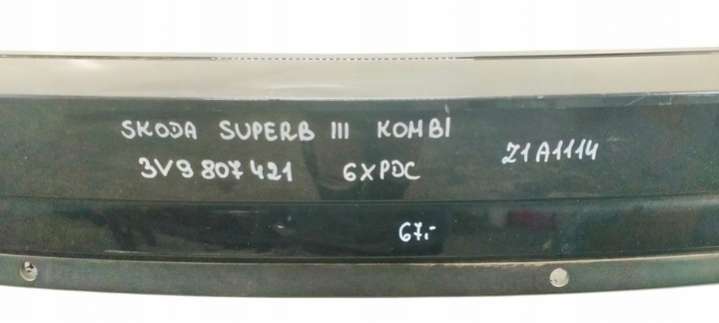 SKODA SUPERB III KOMBI
3V9 807 421 6XPDC Z1A1114
67.-